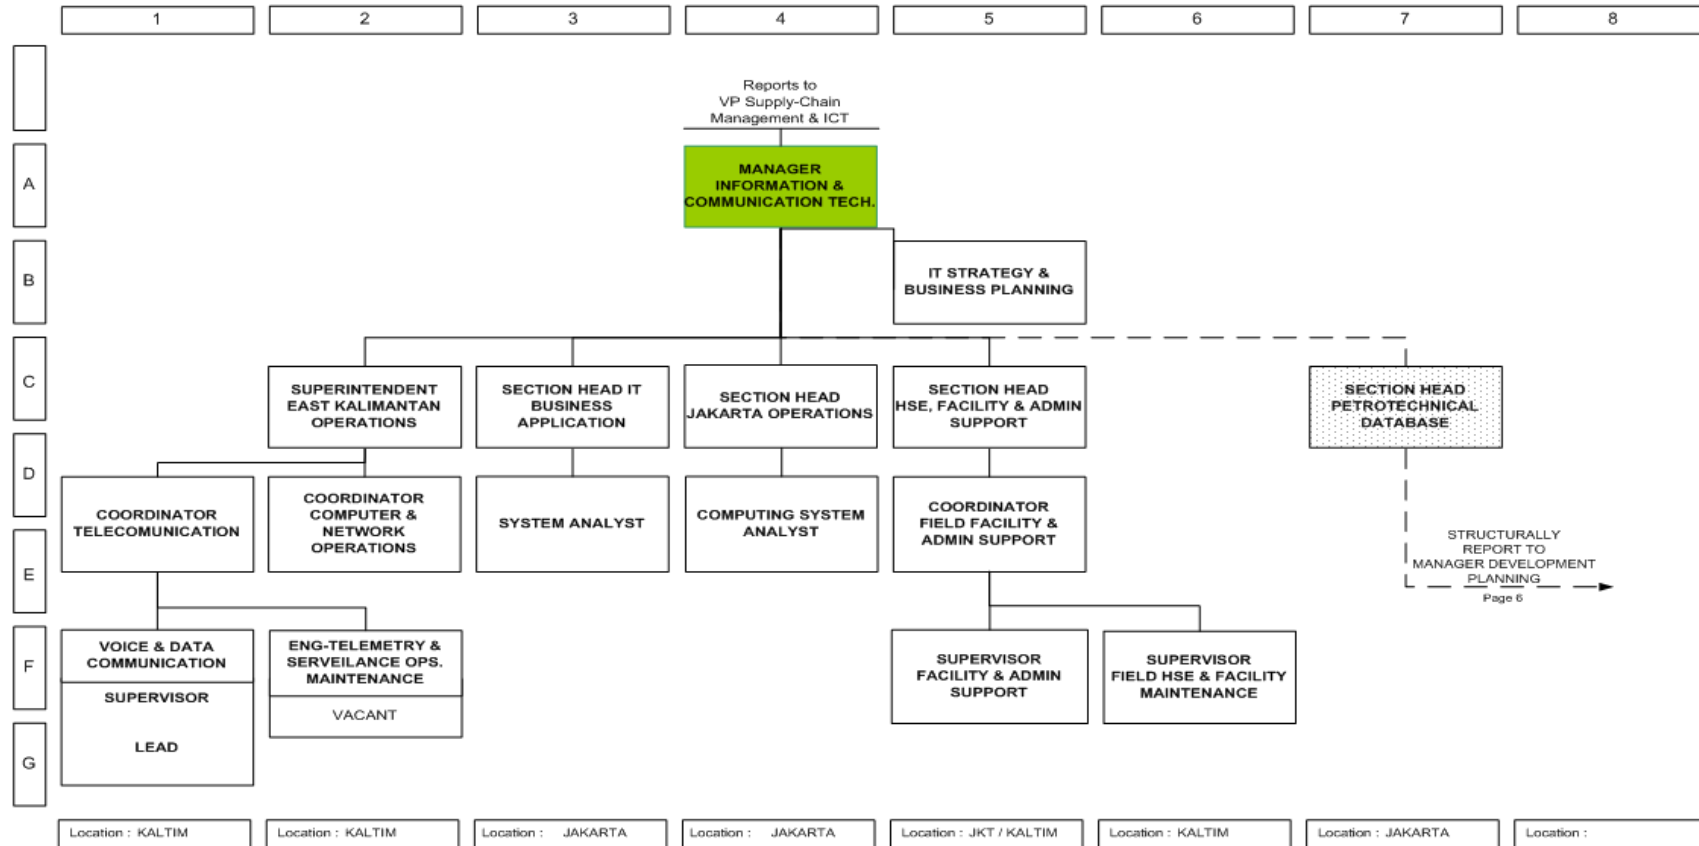 1
2
3
4
5
6
7
8
Reports to
VP Supply-Chain
Management & ICT
A
MANAGER
INFORMATION &
COMMUNICATION TECH.
B
IT STRATEGY &
BUSINESS PLANNING
C
SUPERINTENDENT
EAST KALIMANTAN
OPERATIONS
SECTION HEAD IT
BUSINESS
APPLICATION
SECTION HEAD
JAKARTA OPERATIONS
SECTION HEAD
HSE, FACILITY & ADMIN
SUPPORT
SECTION HEAD
PETROTECHNICAL
DATABASE
D
COORDINATOR
TELECOMUNICATION
COORDINATOR
COMPUTER &
NETWORK
OPERATIONS
SYSTEM ANALYST
COMPUTING SYSTEM
ANALYST
COORDINATOR
FIELD FACILITY &
ADMIN SUPPORT
E
STRUCTURALLY
REPORT TO
MANAGER DEVELOPMENT
PLANNING
Page 6
F
VOICE & DATA
COMMUNICATION
SUPERVISOR
LEAD
ENG-TELEMETRY &
SERVEILANCE OPS.
MAINTENANCE
VACANT
SUPERVISOR
FACILITY & ADMIN
SUPPORT
SUPERVISOR
FIELD HSE & FACILITY
MAINTENANCE
G
Location : KALTIM
Location : KALTIM
Location : JAKARTA
Location : JAKARTA
Location : JKT / KALTIM
Location : KALTIM
Location : JAKARTA
Location :